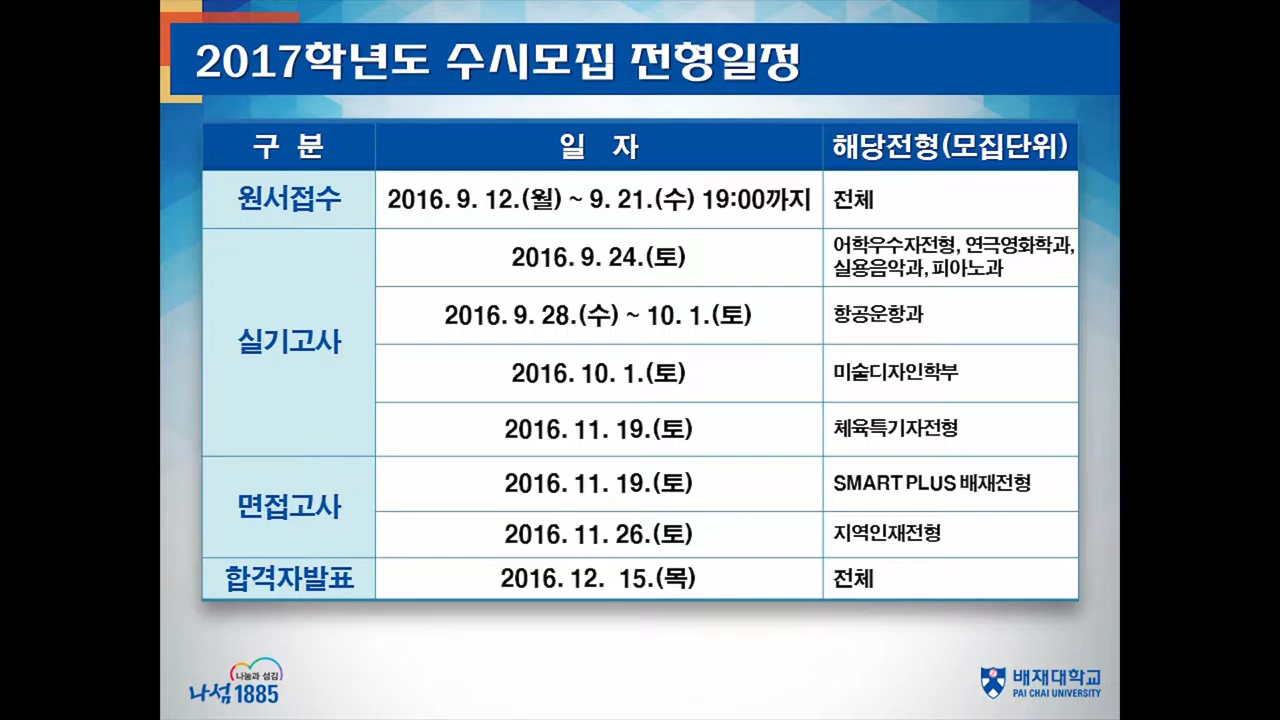 2017학년도 수시모집 전형일정
구 분 일 자 해당전형(모집단위)
원서접수 2016. 9. 12.(월) ~ 9. 21.(수) 19:00까지 전체
실기고사
2016. 9. 24.(토) 어학우수자전형, 연극영화학과,
실용음악과, 피아노과
2016. 9. 28.(수) ~ 10. 1.(토) 항공운항과
2016. 10. 1.(토) 미술디자인학부
2016. 11. 19.(토) 체육특기자전형
면접고사
2016. 11. 19.(토) SMART PLUS 배재전형
2016. 11. 26.(토) 지역인재전형
합격자발표 2016. 12. 15.(목) 전체
나눔과 섬김
나섬1885
배재대학교
PAI CHAI UNIVERSITY